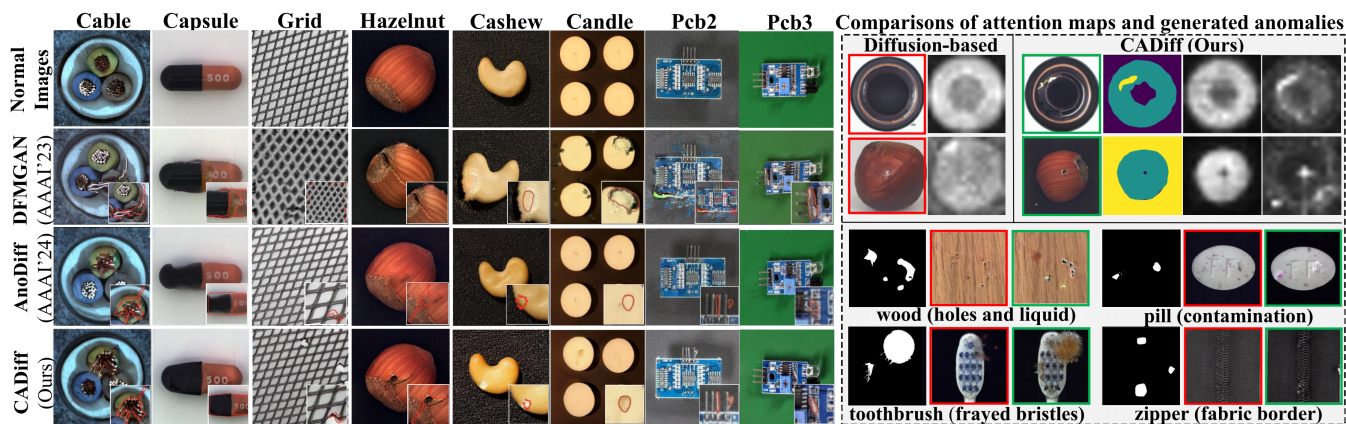 Cable Capsule Grid Hazelnut Cashew Candle Pcb2 Pcb3
Normal
Images
500
DFMGAN
(AAAI'23)
500
AnoDiff
(AAAI'24)
500
CADiff
(Ours)
500
Comparisons of attention maps and generated anomalies
Diffusion-based CADiff (Ours)
wood (holes and liquid) pill (contamination)
toothbrush (frayed bristles) zipper (fabric border)